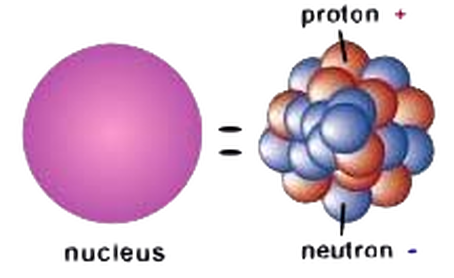 proton +
=
nucleus
neutron -